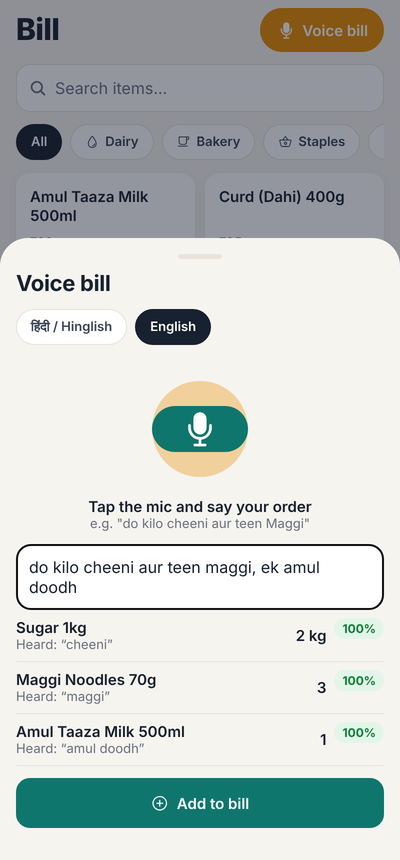 Bill
Voice bill
Search items...
All
Dairy
Bakery
Staples
Amul Taaza Milk
500ml
Curd (Dahi) 400g
Voice bill
हिंदी / Hinglish
English
Tap the mic and say your order
e.g. "do kilo cheeni aur teen Maggi"
do kilo cheeni aur teen maggi, ek amul
doodh
Sugar 1kg
2 kg
100%
Heard: “cheeni”
Maggi Noodles 70g
3
100%
Heard: “maggi”
Amul Taaza Milk 500ml
1
100%
Heard: “amul doodh”
Add to bill